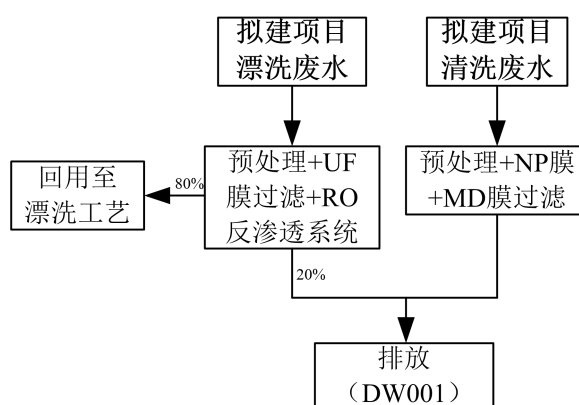 拟建项目
漂洗废水
拟建项目
清洗废水
预处理+UF
膜过滤+RO
反渗透系统
预处理+NP膜
+MD膜过滤
80%
回用至
漂洗工艺
20%
排放
（DW001）